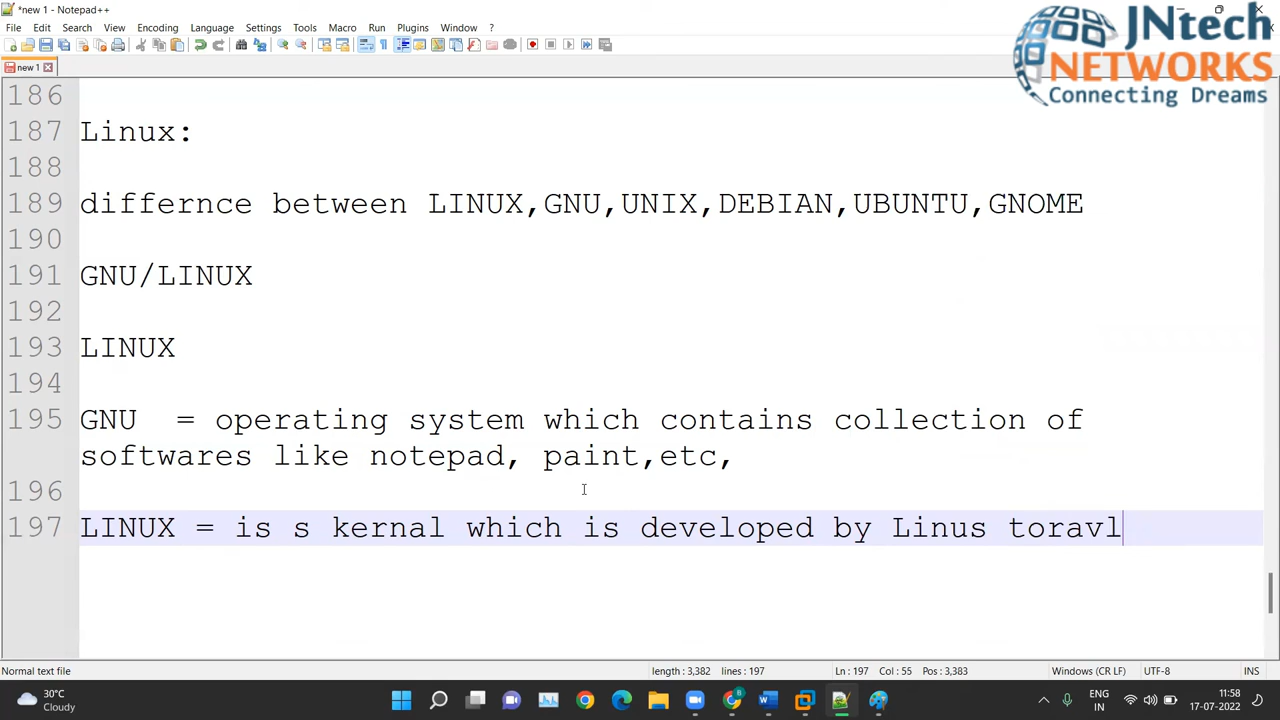 *new 1 - Notepad++
File Edit Search View Encoding Language Settings Tools Macro Run Plugins Window ?
JNtech
NETWORKS
Connecting Dreams
new 1
186
187 Linux:
188
189 differnce between LINUX,GNU,UNIX,DEBIAN,UBUNTU,GNOME
190
191 GNU/LINUX
192
193 LINUX
194
195 GNU = operating system which contains collection of
softwares like notepad, paint,etc,
196
197 LINUX = is s kernal which is developed by Linus toravl
Normal text file length : 3,382 lines : 197 Ln : 197 Col : 55 Pos : 3,383 Windows (CR LF) UTF-8 INS
30°C
Cloudy
ENG
IN
11:58
17-07-2022